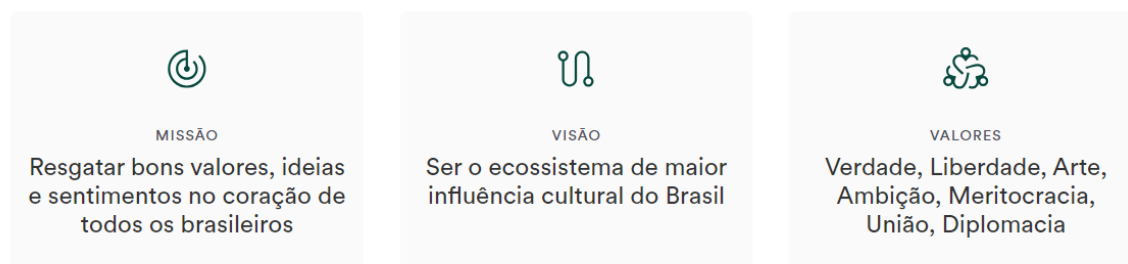 MISSÃO
Resgatar bons valores, ideias
e sentimentos no coração de
todos os brasileiros
VISÃO
Ser o ecossistema de maior
influência cultural do Brasil
VALORES
Verdade, Liberdade, Arte,
Ambição, Meritocracia,
União, Diplomacia